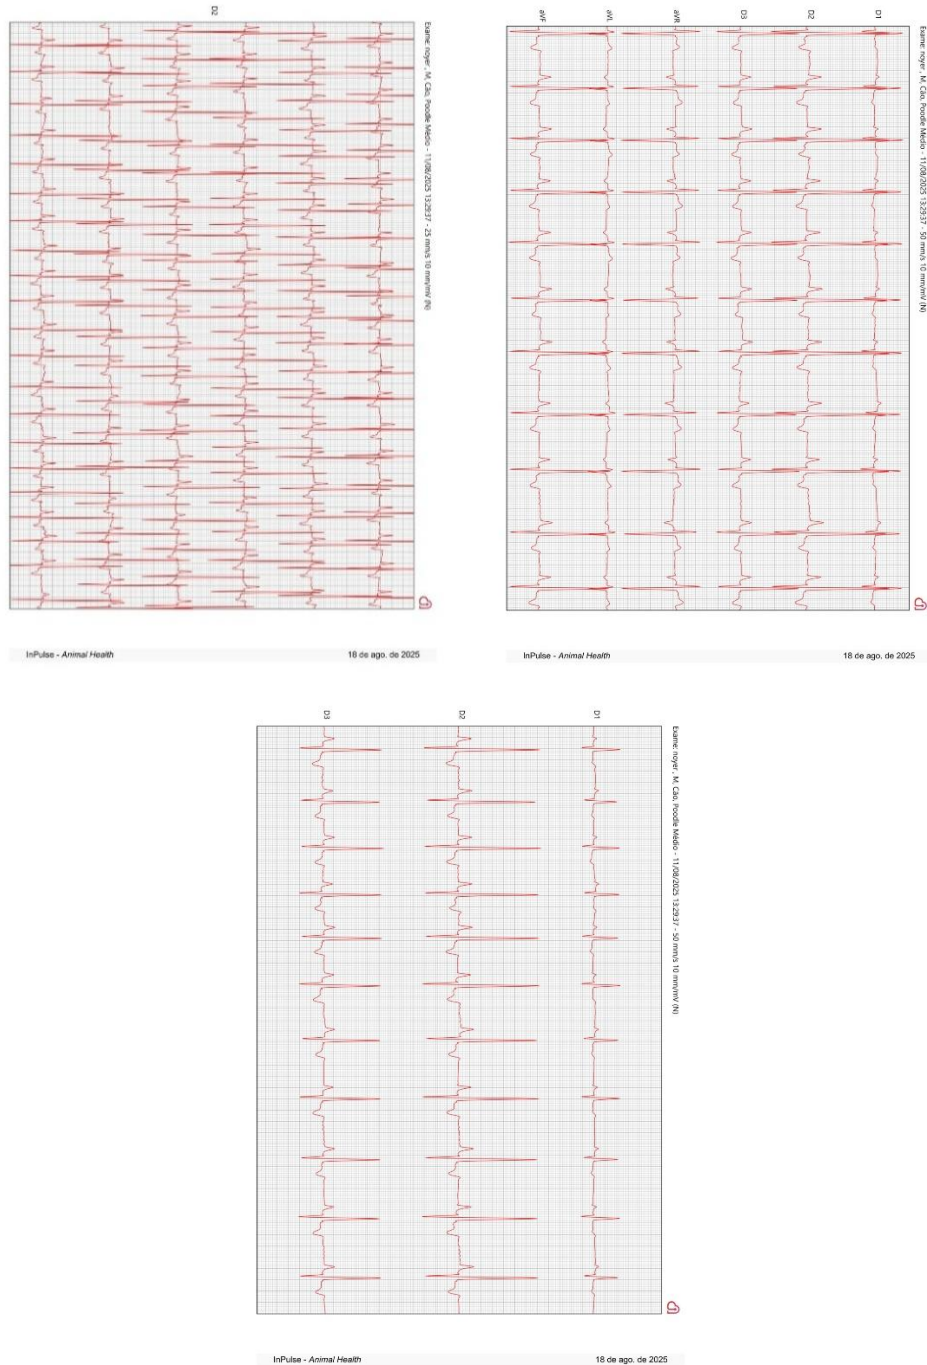 Exame: noyer , M, Cão, Poodle Médio - 11/08/2025 13:29:37 - 25 mm/s 10 mm/mV (N)
D2
InPulse - Animal Health 18 de ago. de 2025
Exame: noyer , M, Cão, Poodle Médio - 11/08/2025 13:29:37 - 50 mm/s 10 mm/mV (N)
D1
D2
D3
aVR
aVL
aVF
InPulse - Animal Health 18 de ago. de 2025
Exame: noyer , M, Cão, Poodle Médio - 11/08/2025 13:29:37 - 50 mm/s 10 mm/mV (N)
D1
D2
D3
InPulse - Animal Health 18 de ago. de 2025